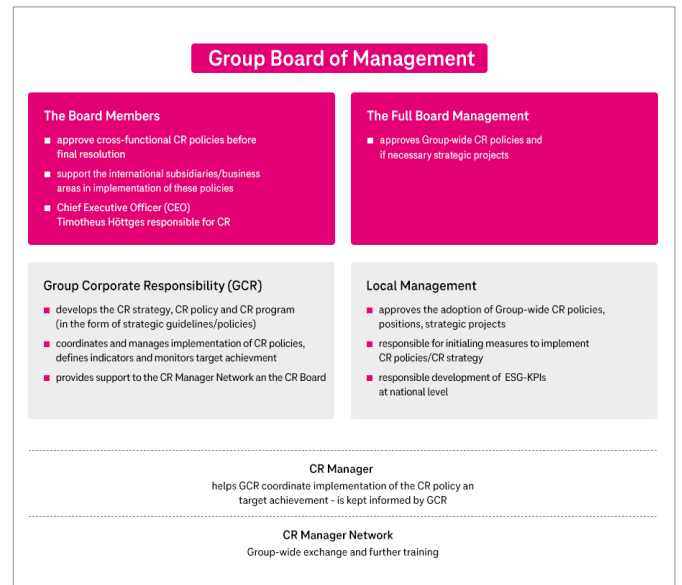 Group Board of Management
The Board Members
approve cross-functional CR policies before
final resolution
support the international subsidiaries/business
areas in implementation of these policies
Chief Executive Officer (CEO)
Timotheus Höttges responsible for CR
The Full Board Management
approves Group-wide CR policies and
if necessary strategic projects
Group Corporate Responsibility (GCR)
develops the CR strategy, CR policy and CR program
(in the form of strategic guidelines/policies)
coordinates and manages implementation of CR policies,
defines indicators and monitors target achievment
provides support to the CR Manager Network an the CR Board
Local Management
approves the adoption of Group-wide CR policies,
positions, strategic projects
responsible for initialing measures to implement
CR policies/CR strategy
responsible development of ESG-KPIs
at national level
CR Manager
helps GCR coordinate implementation of the CR policy an
target achievement - is kept informed by GCR
CR Manager Network
Group-wide exchange and further training